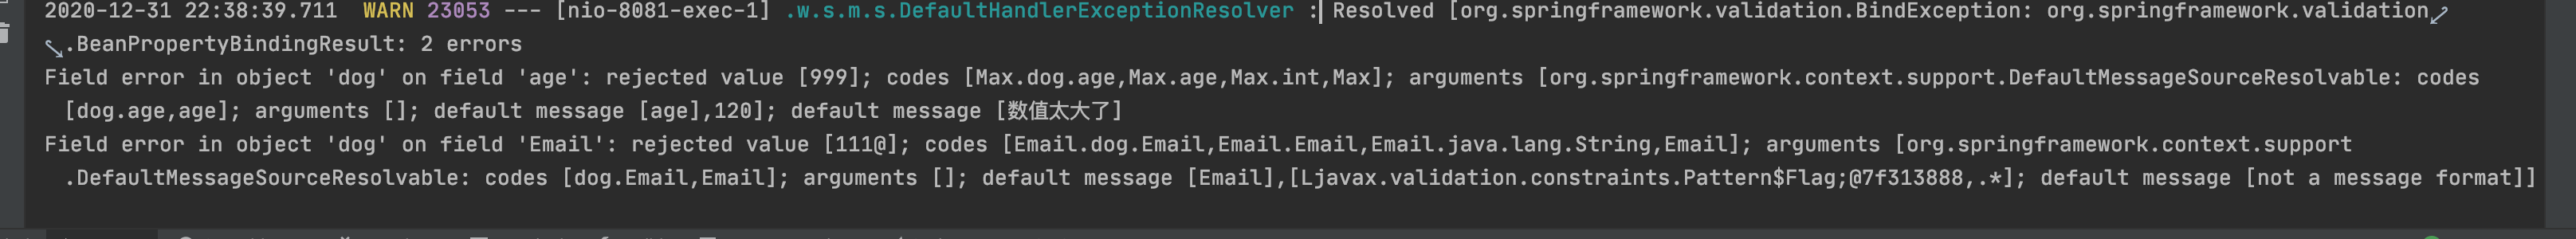 2020-12-31 22:38:39.711  WARN 23053 --- [nio-8081-exec-1] .w.s.m.s.DefaultHandlerExceptionResolver : Resolved [org.springframework.validation.BindException: org.springframework.validation
.BeanPropertyBindingResult: 2 errors
Field error in object 'dog' on field 'age': rejected value [999]; codes [Max.dog.age,Max.age,Max.int,Max]; arguments [org.springframework.context.support.DefaultMessageSourceResolvable: codes
[dog.age,age]; arguments []; default message [age],120]; default message [数值太大了]
Field error in object 'dog' on field 'Email': rejected value [111@]; codes [Email.dog.Email,Email.Email,Email.java.lang.String,Email]; arguments [org.springframework.context.support
.DefaultMessageSourceResolvable: codes [dog.Email,Email]; arguments []; default message [Email],[Ljavax.validation.constraints.Pattern$Flag;@7f313888,.*]; default message [not a message format]]